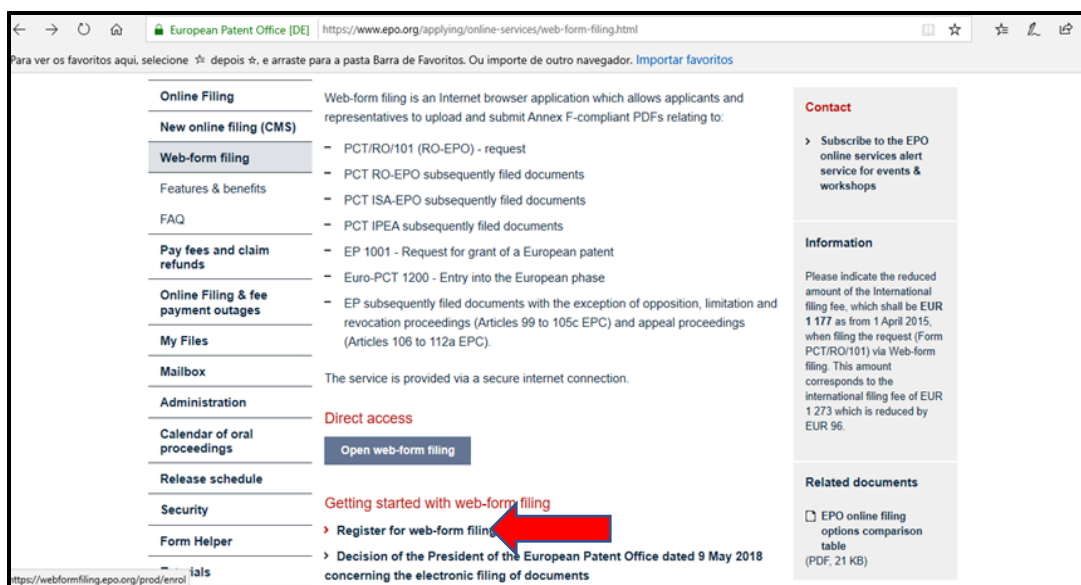 European Patent Office [DE] https://www.epo.org/applying/online-services/web-form-filing.html
Para ver os favoritos aqui, selecione depois ☆, e arraste para a pasta Barra de Favoritos. Ou importe de outro navegador. Importar favoritos
Online Filing
New online filing (CMS)
Web-form filing
Features & benefits
FAQ
Pay fees and claim
refunds
Online Filing & fee
payment outages
My Files
Mailbox
Administration
Calendar of oral
proceedings
Release schedule
Security
Form Helper
ials
https://webformfiling.epo.org/prod/enrol
Web-form filing is an Internet browser application which allows applicants and
representatives to upload and submit Annex F-compliant PDFs relating to:
– PCT/RO/101 (RO-EPO) - request
– PCT RO-EPO subsequently filed documents
– PCT ISA-EPO subsequently filed documents
– PCT IPEA subsequently filed documents
– EP 1001 - Request for grant of a European patent
– Euro-PCT 1200 - Entry into the European phase
– EP subsequently filed documents with the exception of opposition, limitation and
revocation proceedings (Articles 99 to 105c EPC) and appeal proceedings
(Articles 106 to 112a EPC).
The service is provided via a secure internet connection.
Direct access
Open web-form filing
Getting started with web-form filing
› Register for web-form filing
› Decision of the President of the European Patent Office dated 9 May 2018
concerning the electronic filing of documents
Contact
› Subscribe to the EPO
online services alert
service for events &
workshops
Information
Please indicate the reduced
amount of the International
filing fee, which shall be EUR
1 177 as from 1 April 2015,
when filing the request (Form
PCT/RO/101) via Web-form
filing. This amount
corresponds to the
international filing fee of EUR
1 273 which is reduced by
EUR 96.
Related documents
EPO online filing
options comparison
table
(PDF, 21 KB)